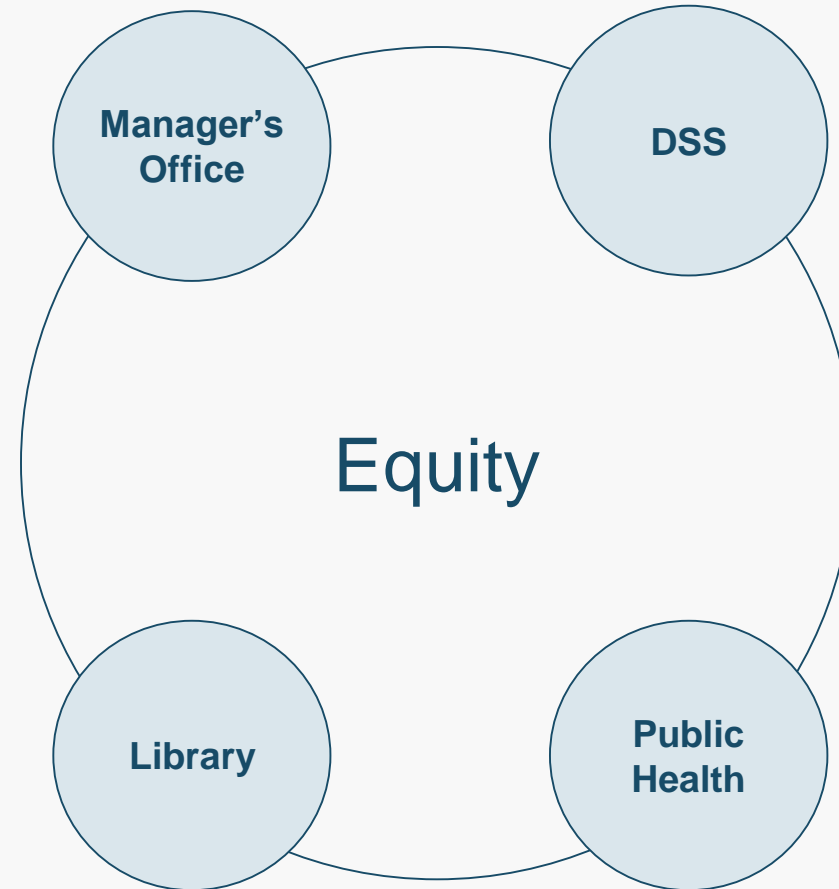 Manager’s
Office
DSS
Equity
Library
Public
Health